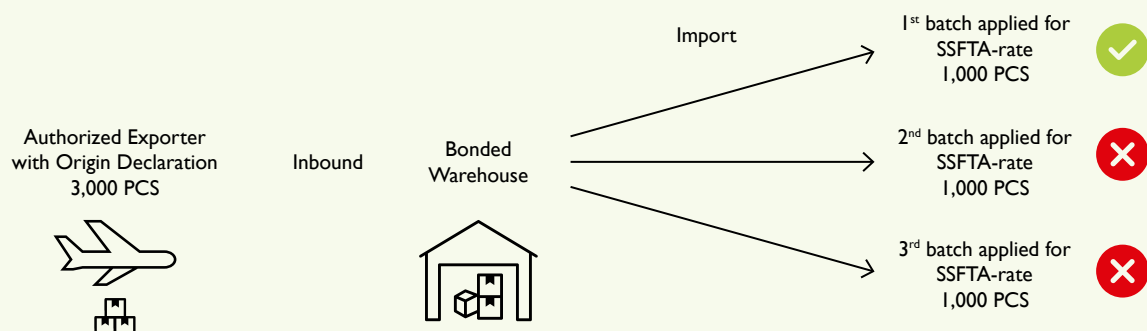 Authorized Exporter
with Origin Declaration
3,000 PCS
Inbound
Bonded
Warehouse
Import
1st batch applied for
SSFTA-rate
1,000 PCS
2nd batch applied for
SSFTA-rate
1,000 PCS
3rd batch applied for
SSFTA-rate
1,000 PCS